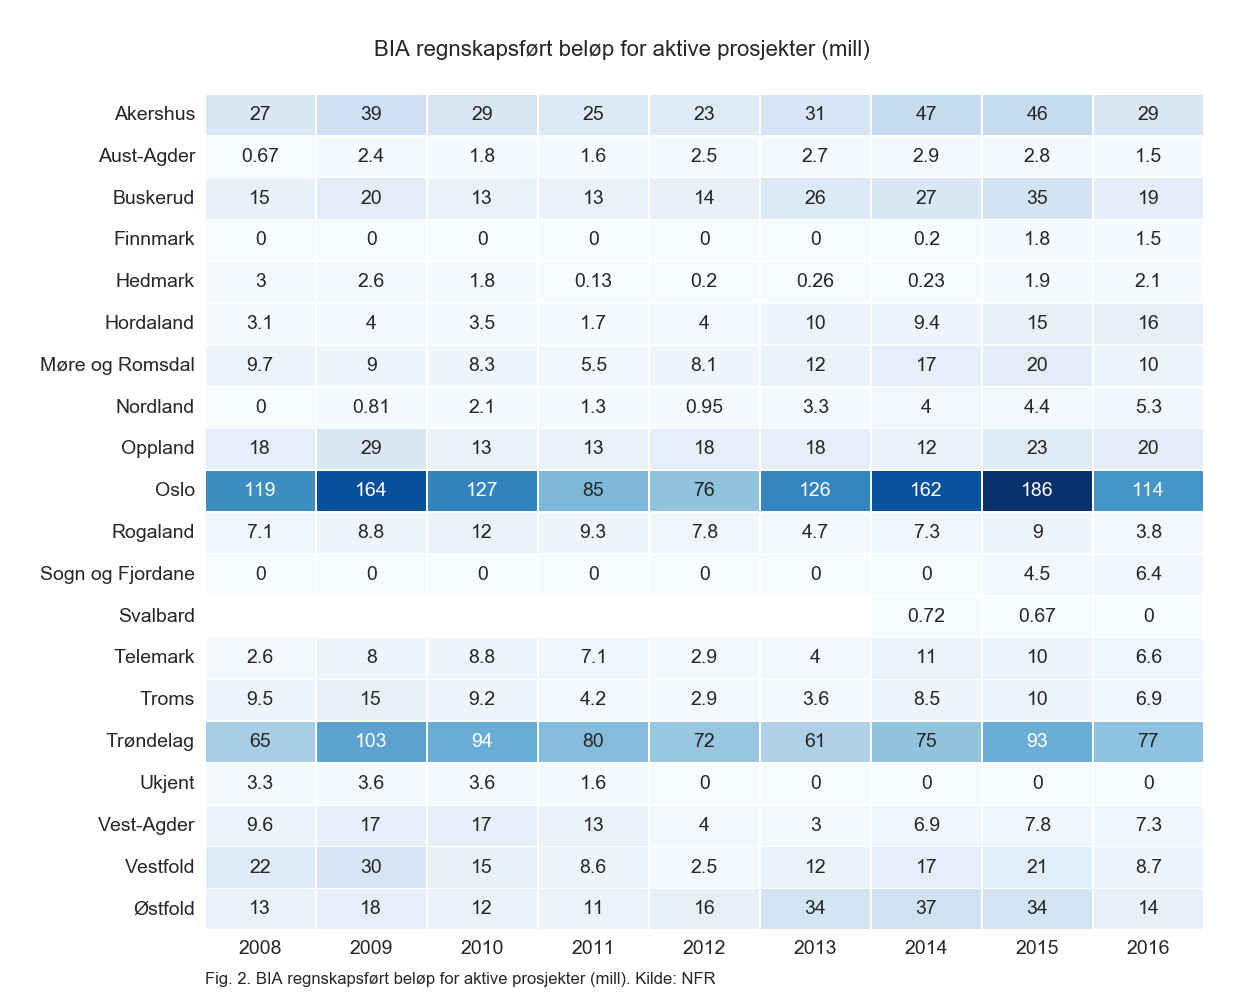 BIA regnskapsført beløp for aktive prosjekter (mill)
Akershus 27 39 29 25 23 31 47 46 29
Aust-Agder 0.67 2.4 1.8 1.6 2.5 2.7 2.9 2.8 1.5
Buskerud 15 20 13 13 14 26 27 35 19
Finnmark 0 0 0 0 0 0 0.2 1.8 1.5
Hedmark 3 2.6 1.8 0.13 0.2 0.26 0.23 1.9 2.1
Hordaland 3.1 4 3.5 1.7 4 10 9.4 15 16
Møre og Romsdal 9.7 9 8.3 5.5 8.1 12 17 20 10
Nordland 0 0.81 2.1 1.3 0.95 3.3 4 4.4 5.3
Oppland 18 29 13 13 18 18 12 23 20
Oslo 119 164 127 85 76 126 162 186 114
Rogaland 7.1 8.8 12 9.3 7.8 4.7 7.3 9 3.8
Sogn og Fjordane 0 0 0 0 0 0 0 4.5 6.4
Svalbard 0.72 0.67 0
Telemark 2.6 8 8.8 7.1 2.9 4 11 10 6.6
Troms 9.5 15 9.2 4.2 2.9 3.6 8.5 10 6.9
Trøndelag 65 103 94 80 72 61 75 93 77
Ukjent 3.3 3.6 3.6 1.6 0 0 0 0 0
Vest-Agder 9.6 17 17 13 4 3 6.9 7.8 7.3
Vestfold 22 30 15 8.6 2.5 12 17 21 8.7
Østfold 13 18 12 11 16 34 37 34 14
2008 2009 2010 2011 2012 2013 2014 2015 2016
Fig. 2. BIA regnskapsført beløp for aktive prosjekter (mill). Kilde: NFR